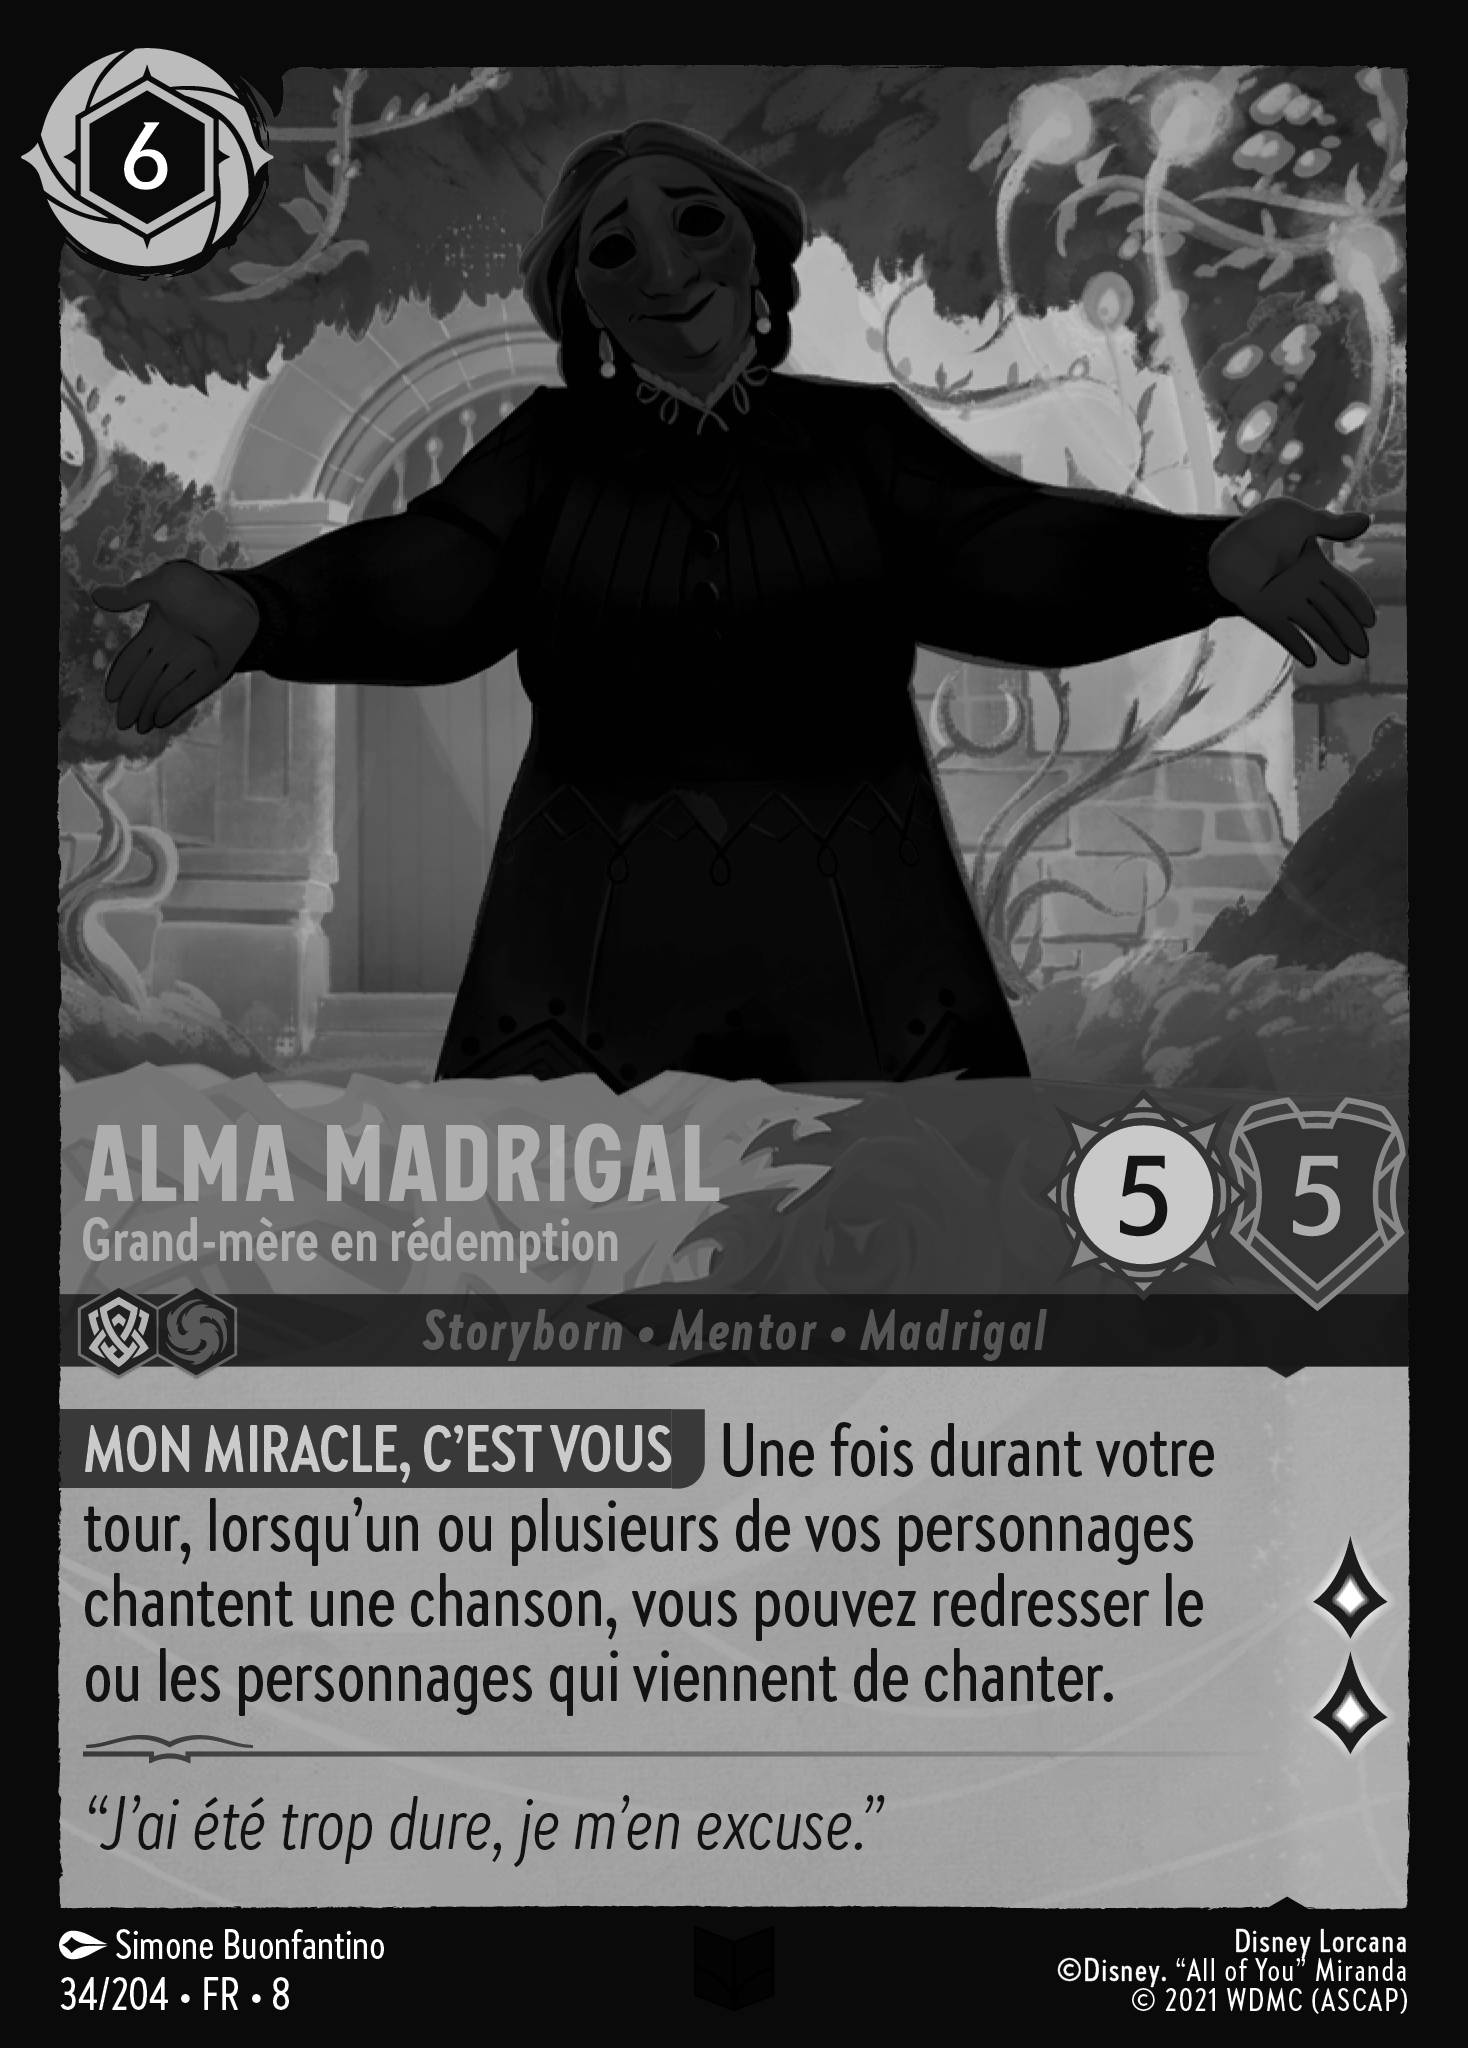 6
ALMA MADRIGAL
Grand-mère en rédemption
5
5
Storyborn • Mentor • Madrigal
MON MIRACLE, C’EST VOUS Une fois durant votre
tour, lorsqu’un ou plusieurs de vos personnages
chantent une chanson, vous pouvez redresser le
ou les personnages qui viennent de chanter.
“J’ai été trop dure, je m’en excuse.”
Simone Buonfantino
34/204 • FR • 8
Disney Lorcana
©Disney. “All of You” Miranda
© 2021 WDMC (ASCAP)